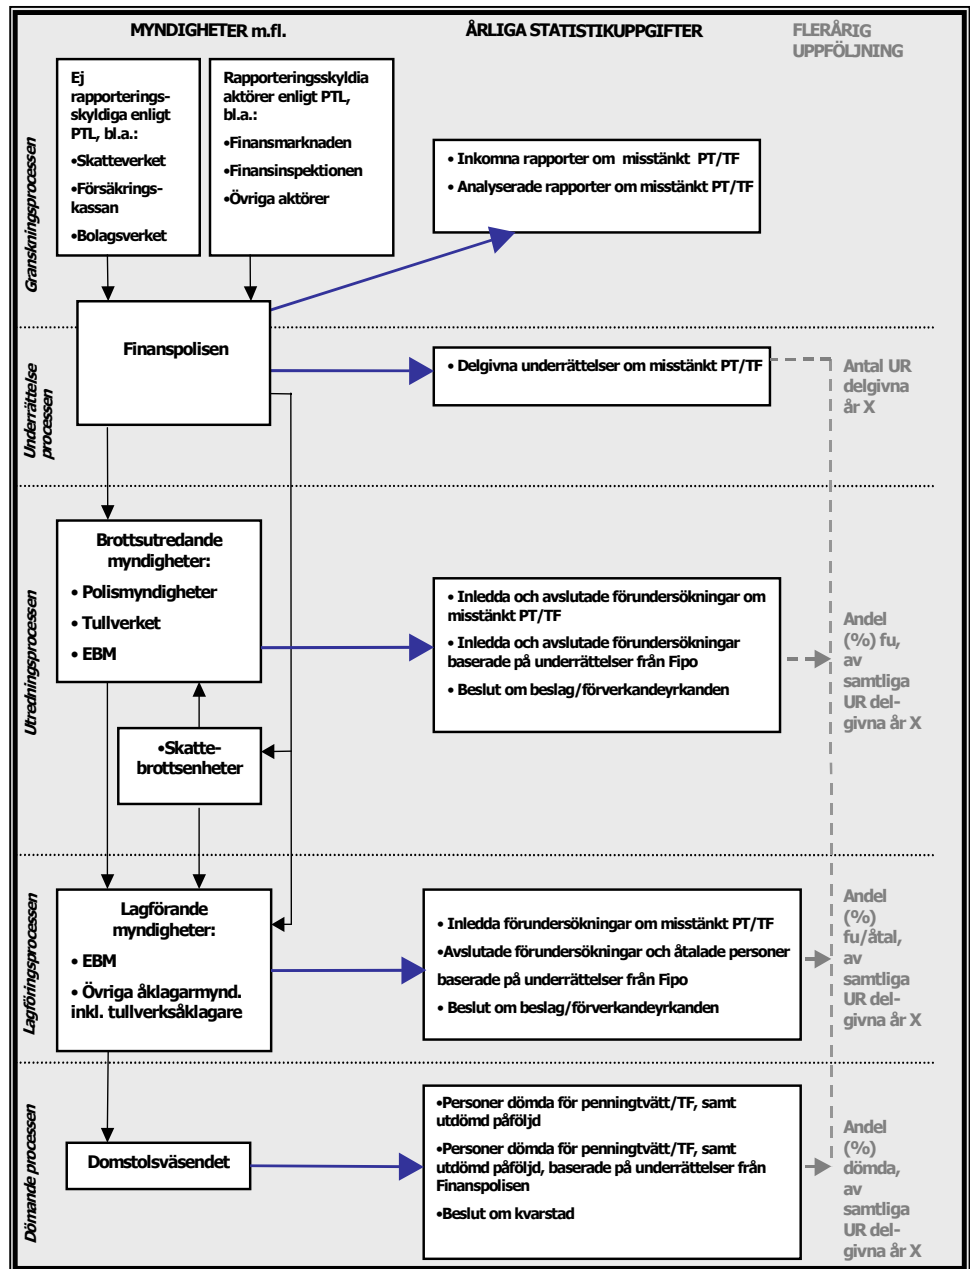 MYNDIGHETER m.fl.
ÅRLIGA STATISTIKUPPGIFTER
FLERÅRIG
UPPFÖLJNING
Granskningsprocessen
Ej
rapporterings-
skyldiga enligt
PTL, bl.a.:
•Skatteverket
•Försäkrings-
kassan
•Bolagsverket
Rapporteringsskyldia
aktörer enligt PTL,
bl.a.:
•Finansmarknaden
•Finansinspektionen
•Övriga aktörer
• Inkomna rapporter om misstänkt PT/TF
• Analyserade rapporter om misstänkt PT/TF
Underrättelse
processen
Finanspolisen
• Delgivna underrättelser om misstänkt PT/TF
Antal UR
delgivna
år X
Utredningsprocessen
Brottsutredande
myndigheter:
• Polismyndigheter
• Tullverket
• EBM
•Skatte-
brottsenheter
• Inledda och avslutade förundersökningar om
misstänkt PT/TF
• Inledda och avslutade förundersökningar
baserade på underrättelser från Fipo
• Beslut om beslag/förverkandeyrkanden
Andel
(%) fu,
av
samtliga
UR del-
givna år X
Lagföringsprocessen
Lagförande
myndigheter:
• EBM
• Övriga åklagarmynd.
inkl. tullverksåklagare
• Inledda förundersökningar om misstänkt PT/TF
•Avslutade förundersökningar och åtalade personer
baserade på underrättelser från Fipo
• Beslut om beslag/förverkandeyrkanden
Andel
(%)
fu/åtal,
av
samtliga
UR del-
givna år X
Dömande processen
Domstolsväsendet
•Personer dömda för penningtvätt/TF, samt
utdömd påföljd
•Personer dömda för penningtvätt/TF, samt
utdömd påföljd, baserade på underrättelser från
Finanspolisen
•Beslut om kvarstad
Andel
(%)
dömda,
av
samtliga
UR del-
givna år X